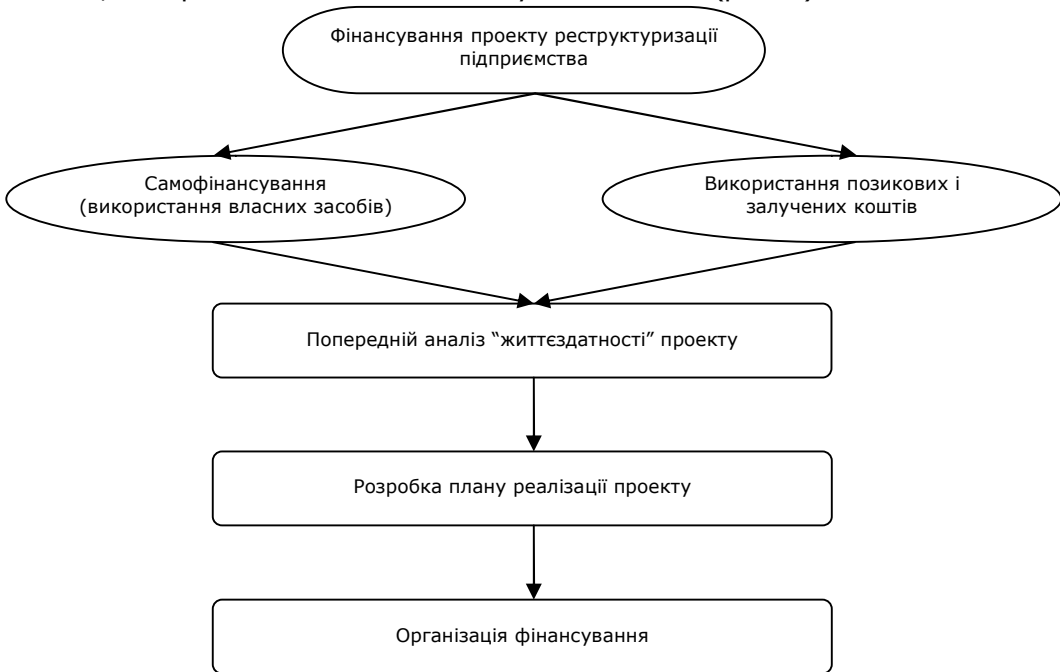 Фінансування проекту реструктуризації
підприємства
Самофінансування
(використання власних засобів)
Використання позикових і
залучених коштів
Попередній аналіз “життєздатності” проекту
Розробка плану реалізації проекту
Організація фінансування